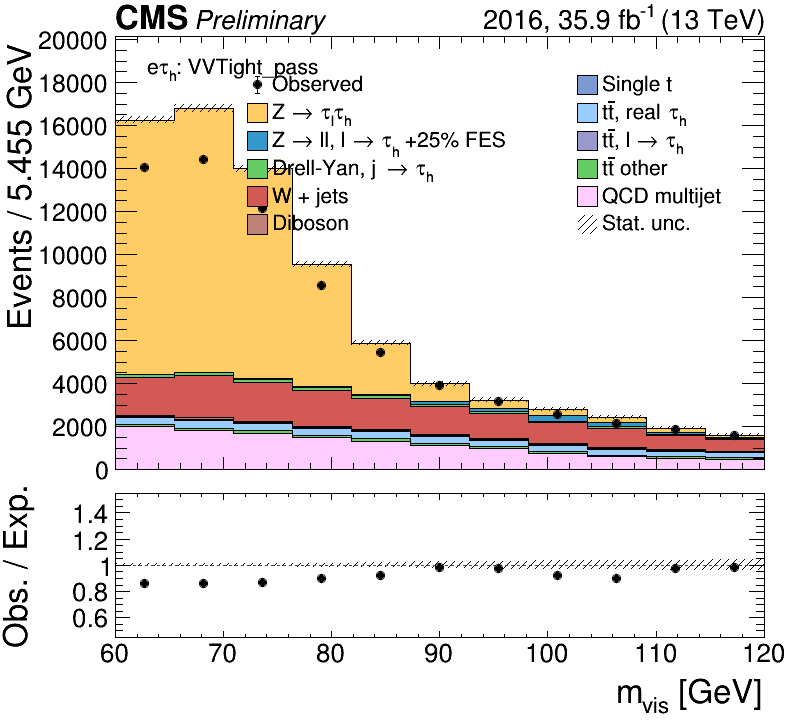 CMS Preliminary 2016, 35.9 fb⁻¹ (13 TeV)
Events / 5.455 GeV
20000
18000
16000
14000
12000
10000
8000
6000
4000
2000
0
eτₕ: VVTight_pass
Observed
Z → τₗτₕ
Z → ll, l → τₕ +25% FES
Drell-Yan, j → τₕ
W + jets
Diboson
Single t
tt̄, real τₕ
tt̄, l → τₕ
tt̄ other
QCD multijet
Stat. unc.
Obs. / Exp.
1.4
1.2
1
0.8
0.6
60 70 80 90 100 110 120
m_vis [GeV]